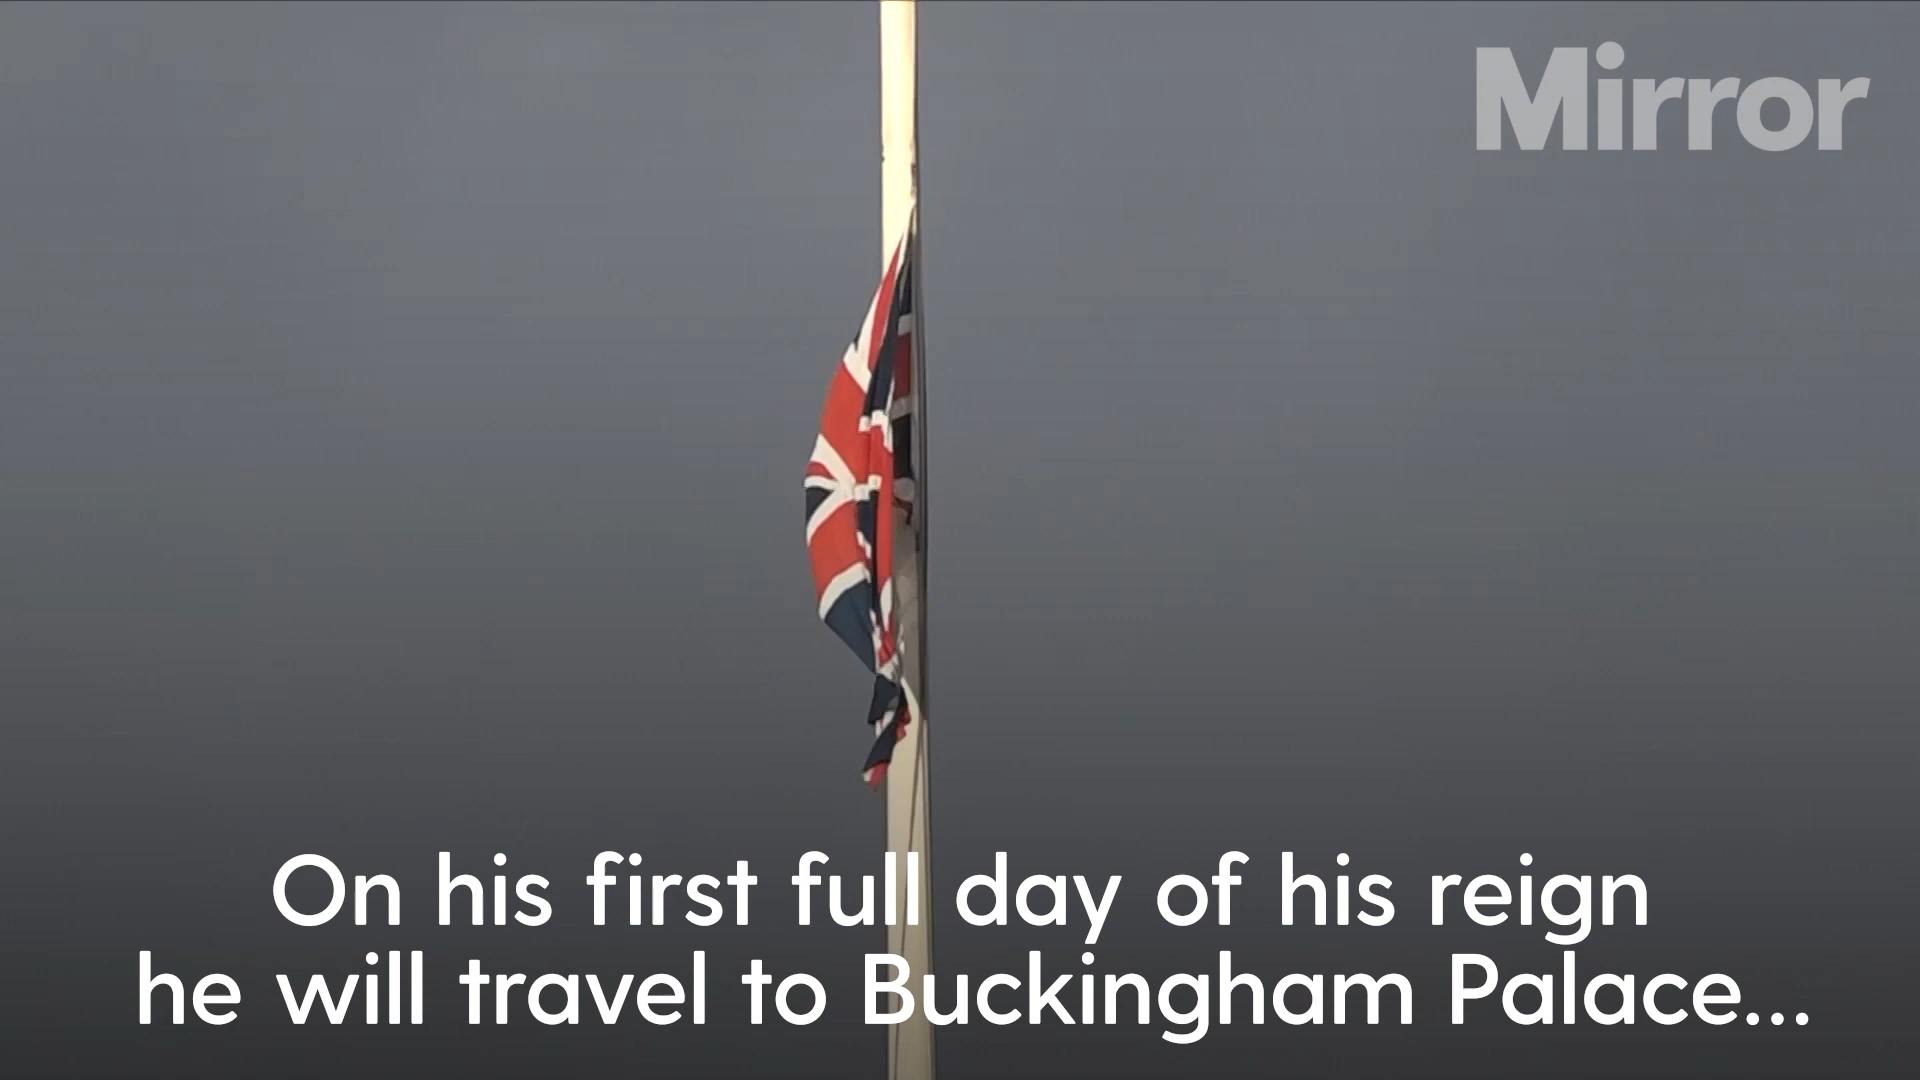 Mirror
On his first full day of his reign
he will travel to Buckingham Palace...